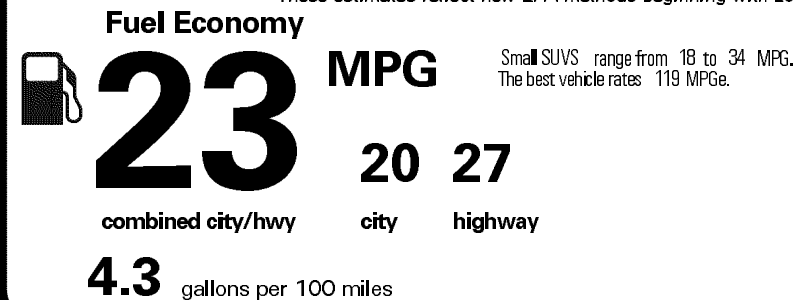 Fuel Economy
23 MPG
Small SUVS range from 18 to 34 MPG.
The best vehicle rates 119 MPGe.
20 27
combined city/hwy city highway
4.3 gallons per 100 miles